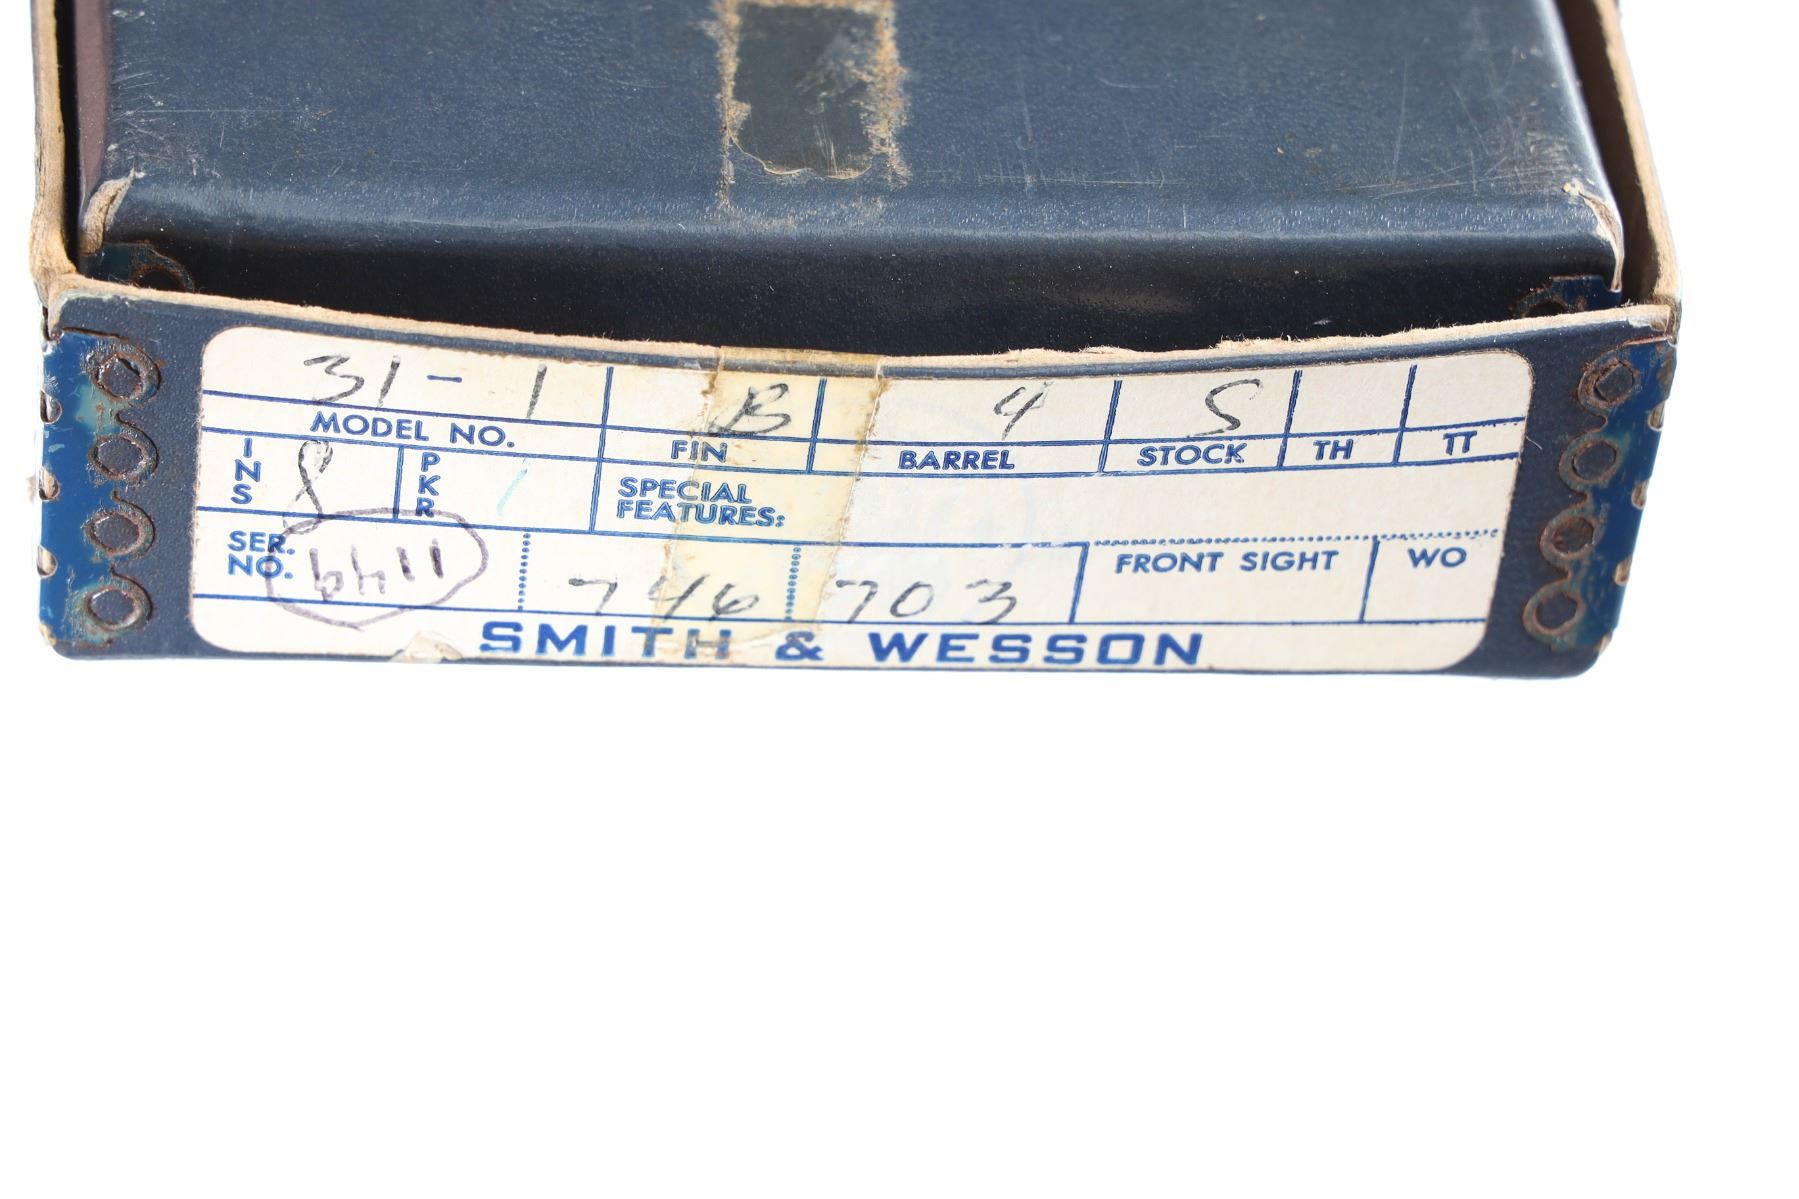 31-1 B 4 S
MODEL NO. FIN BARREL STOCK TH TT
INS 8 PKR / SPECIAL FEATURES:
SER. NO. 746 703 FRONT SIGHT WO
SMITH & WESSON